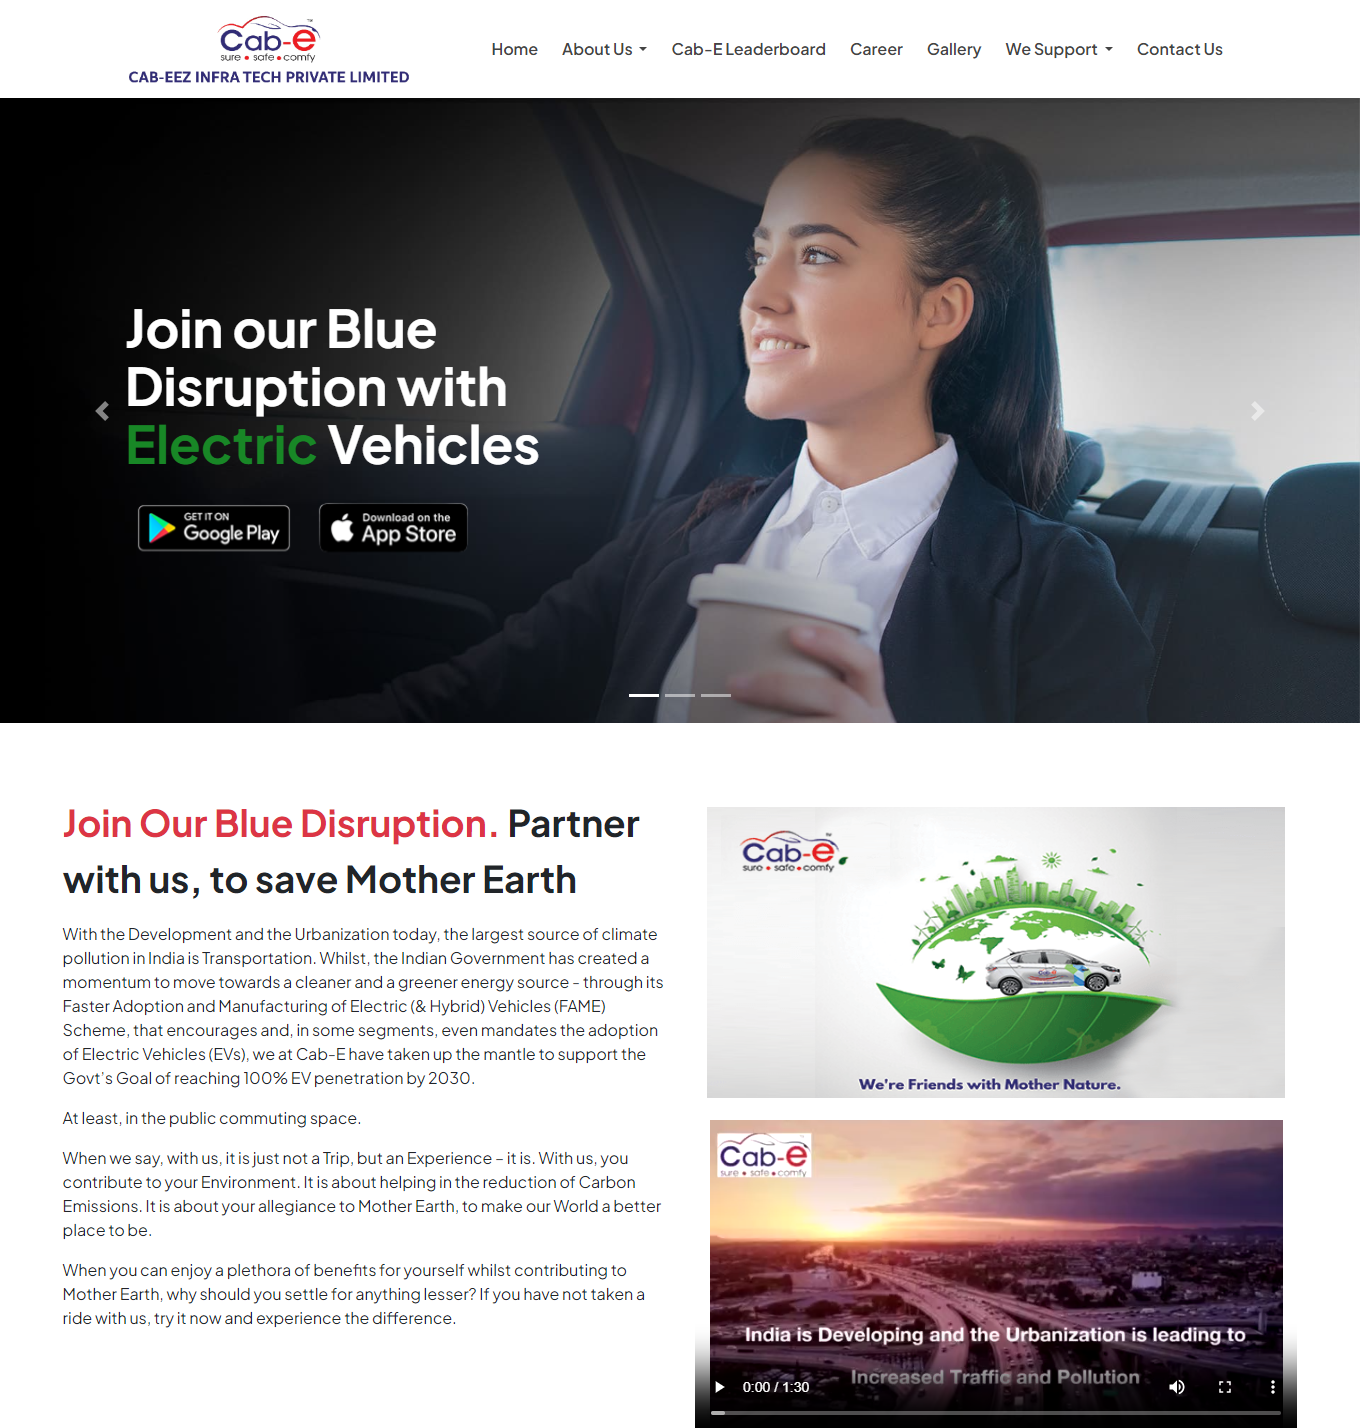 Cab-e
sure • safe • comfy
CAB-EEZ INFRA TECH PRIVATE LIMITED
Home About Us Cab-E Leaderboard Career Gallery We Support Contact Us
Join our Blue
Disruption with
Electric Vehicles
GET IT ON
Google Play
Download on the
App Store
Join Our Blue Disruption. Partner
with us, to save Mother Earth
With the Development and the Urbanization today, the largest source of climate
pollution in India is Transportation. Whilst, the Indian Government has created a
momentum to move towards a cleaner and a greener energy source - through its
Faster Adoption and Manufacturing of Electric (& Hybrid) Vehicles (FAME)
Scheme, that encourages and, in some segments, even mandates the adoption
of Electric Vehicles (EVs), we at Cab-E have taken up the mantle to support the
Govt's Goal of reaching 100% EV penetration by 2030.
At least, in the public commuting space.
When we say, with us, it is just not a Trip, but an Experience – it is. With us, you
contribute to your Environment. It is about helping in the reduction of Carbon
Emissions. It is about your allegiance to Mother Earth, to make our World a better
place to be.
When you can enjoy a plethora of benefits for yourself whilst contributing to
Mother Earth, why should you settle for anything lesser? If you have not taken a
ride with us, try it now and experience the difference.
Cab-e TM
sure • safe • comfy
Cab-e
We're Friends with Mother Nature.
Cab-e
sure • safe • comfy
India is Developing and the Urbanization is leading to
Increased Traffic and Pollution
0:00 / 1:30